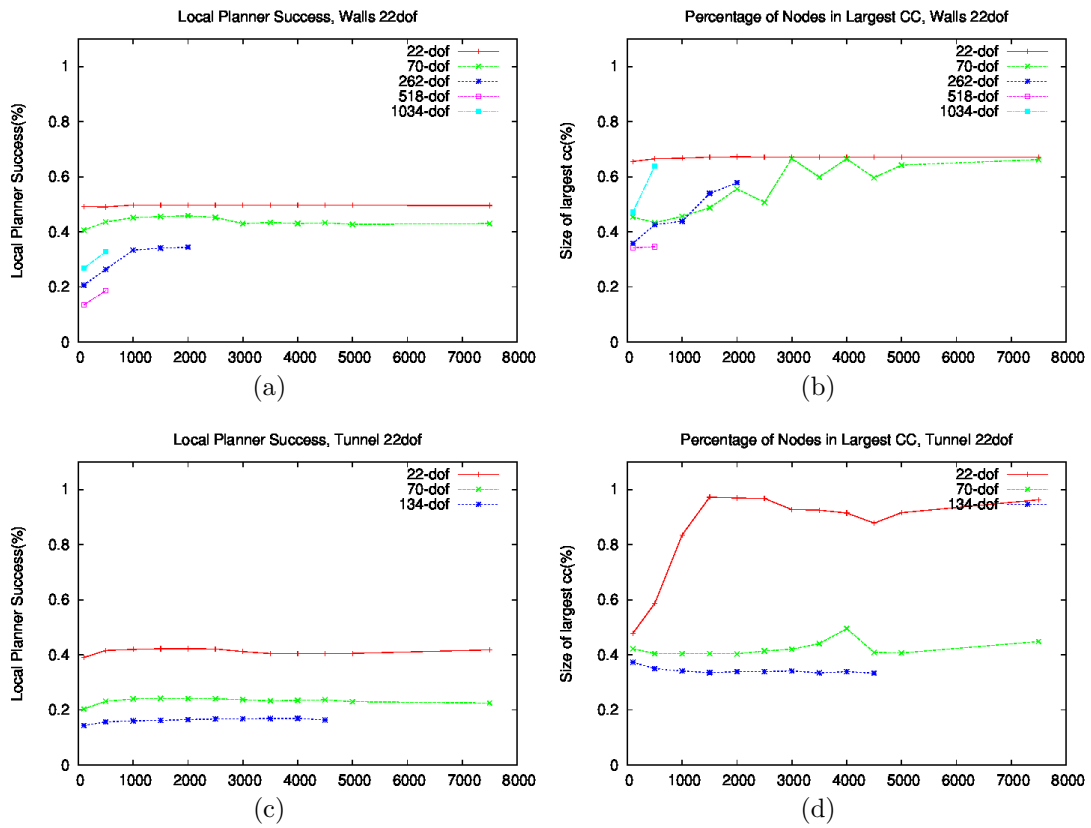 Local Planner Success, Walls 22dof
Local Planner Success(%)
1
0.8
0.6
0.4
0.2
0
22-dof
70-dof
262-dof
518-dof
1034-dof
0 1000 2000 3000 4000 5000 6000 7000 8000
(a)
Percentage of Nodes in Largest CC, Walls 22dof
Size of largest cc(%)
1
0.8
0.6
0.4
0.2
0
22-dof
70-dof
262-dof
518-dof
1034-dof
0 1000 2000 3000 4000 5000 6000 7000 8000
(b)
Local Planner Success, Tunnel 22dof
Local Planner Success(%)
1
0.8
0.6
0.4
0.2
0
22-dof
70-dof
134-dof
0 1000 2000 3000 4000 5000 6000 7000 8000
(c)
Percentage of Nodes in Largest CC, Tunnel 22dof
Size of largest cc(%)
1
0.8
0.6
0.4
0.2
0
22-dof
70-dof
134-dof
0 1000 2000 3000 4000 5000 6000 7000 8000
(d)